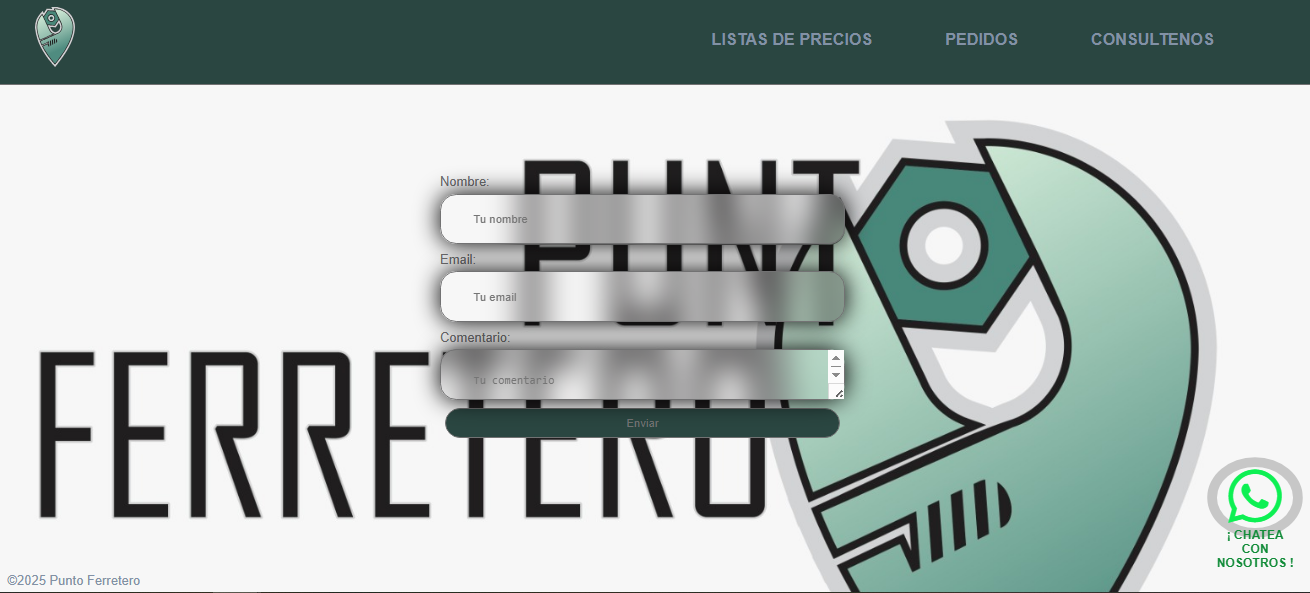 LISTAS DE PRECIOS
PEDIDOS
CONSULTENOS
PUNT
Nombre:
Tu nombre
Email:
Tu email
Comentario:
Tu comentario
FERRETERO
Enviar
¡ CHATEA
CON
NOSOTROS !
©2025 Punto Ferretero